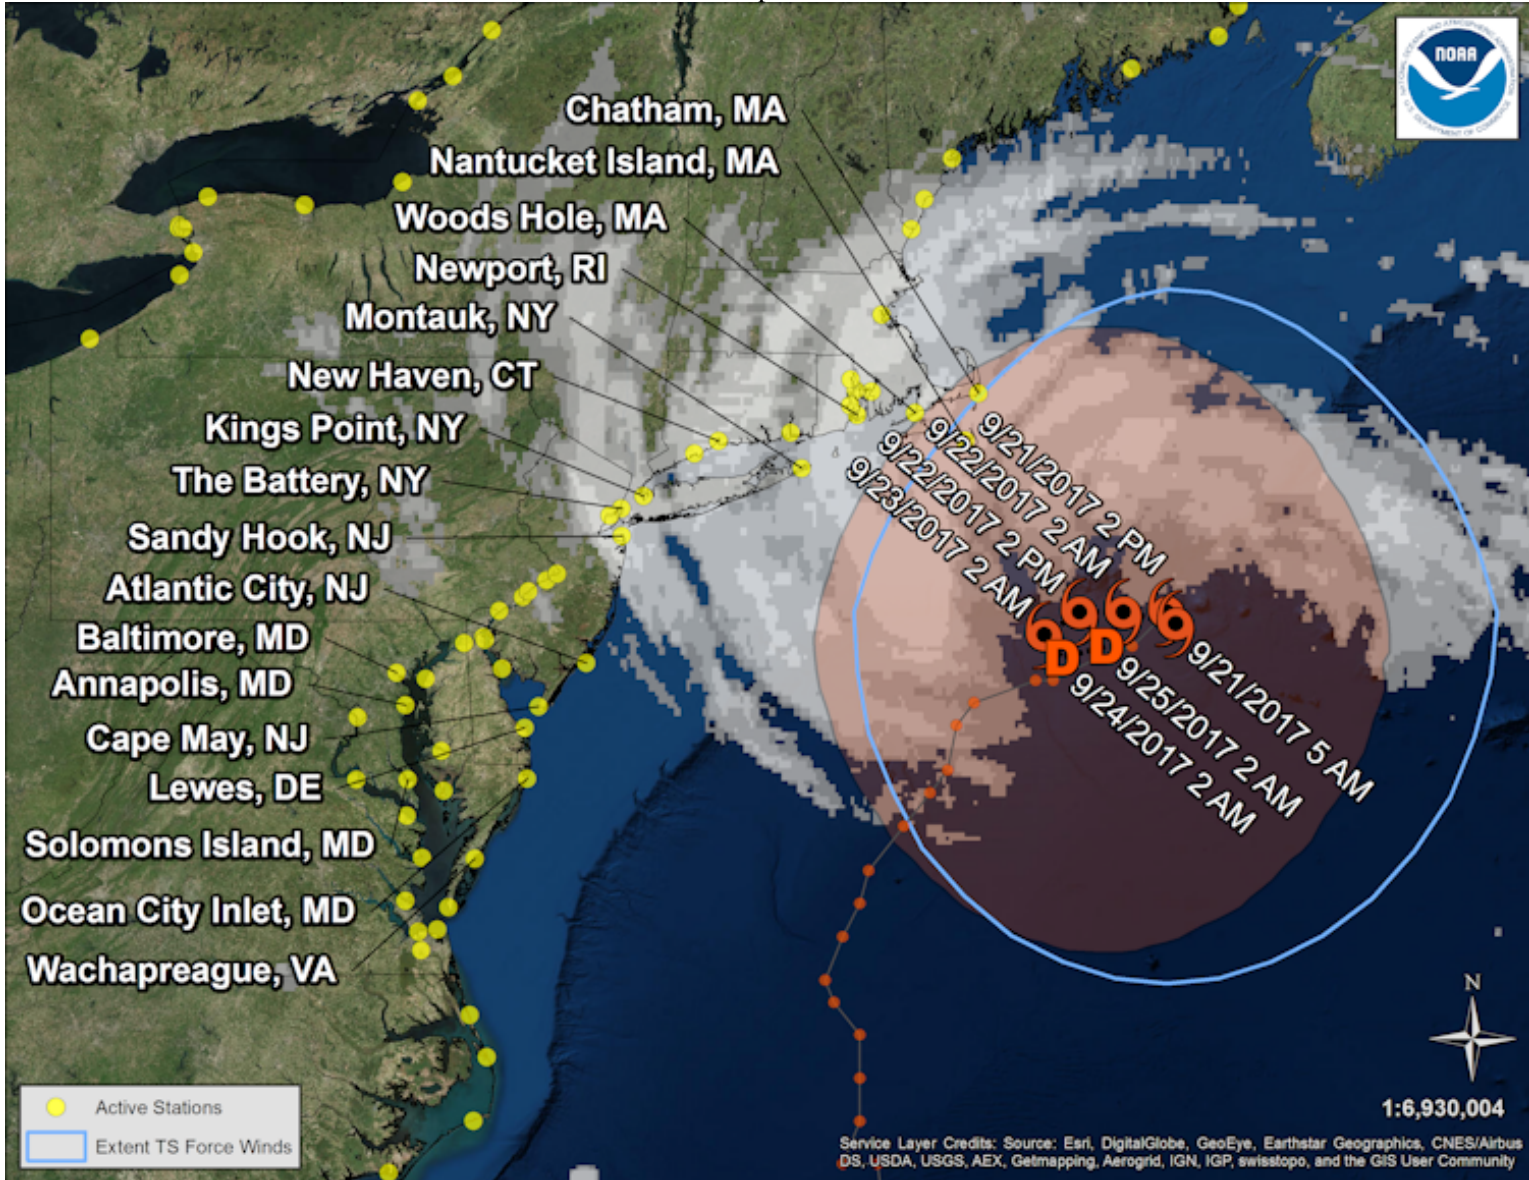 NOAA
Chatham, MA
Nantucket Island, MA
Woods Hole, MA
Newport, RI
Montauk, NY
New Haven, CT
Kings Point, NY
The Battery, NY
Sandy Hook, NJ
Atlantic City, NJ
Baltimore, MD
Annapolis, MD
Cape May, NJ
Lewes, DE
Solomons Island, MD
Ocean City Inlet, MD
Wachapreague, VA
9/21/2017 2 PM
9/22/2017 2 AM
9/22/2017 2 PM
9/23/2017 2 AM
D
D
9/21/2017 5 AM
9/25/2017 2 AM
9/24/2017 2 AM
N
1:6,930,004
Active Stations
Extent TS Force Winds
Service Layer Credits: Source: Esri, DigitalGlobe, GeoEye, Earthstar Geographics, CNES/Airbus
DS, USDA, USGS, AEX, Getmapping, Aerogrid, IGN, IGP, swisstopo, and the GIS User Community